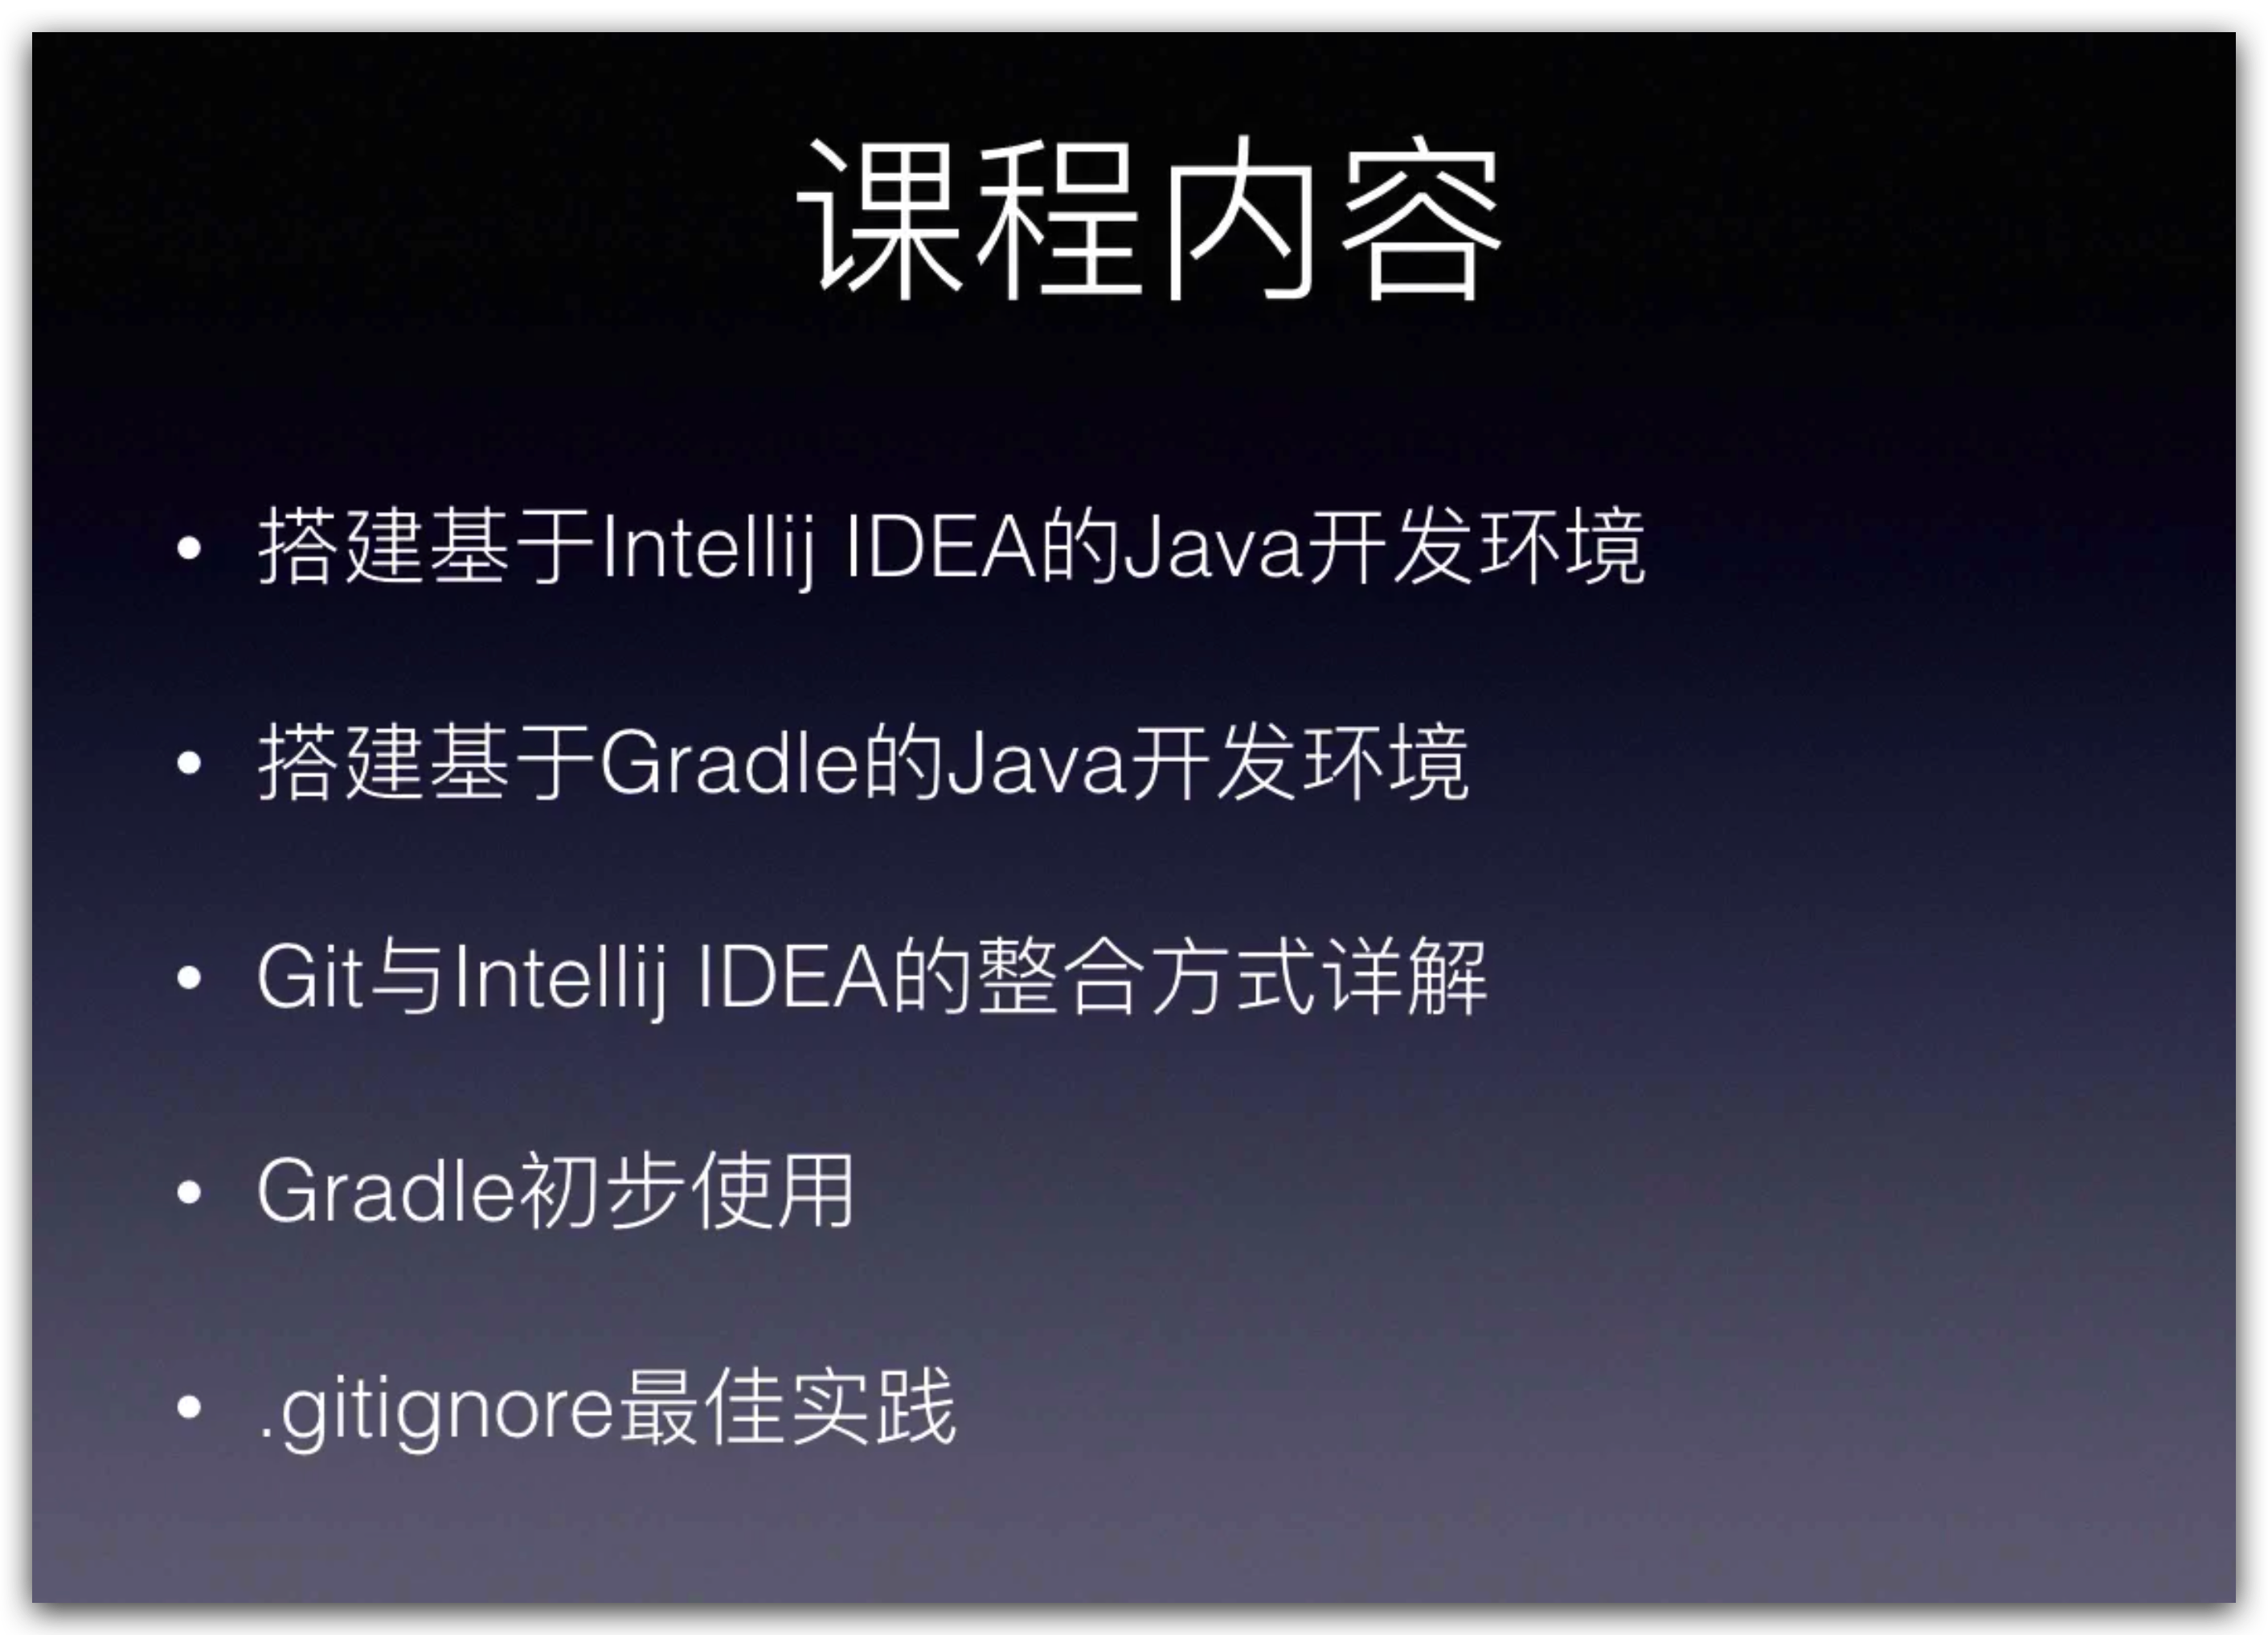 课程内容
• 搭建基于Intellij IDEA的Java开发环境
• 搭建基于Gradle的Java开发环境
• Git与Intellij IDEA的整合方式详解
• Gradle初步使用
• .gitignore最佳实践